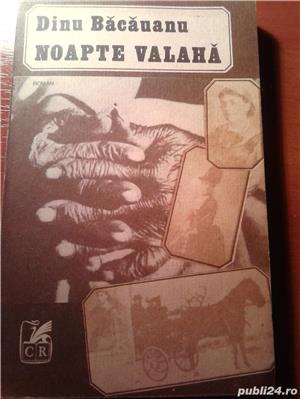 Dinu Băcăuanu
NOAPTE VALAHĂ
ROMAN
CR
publi24.ro